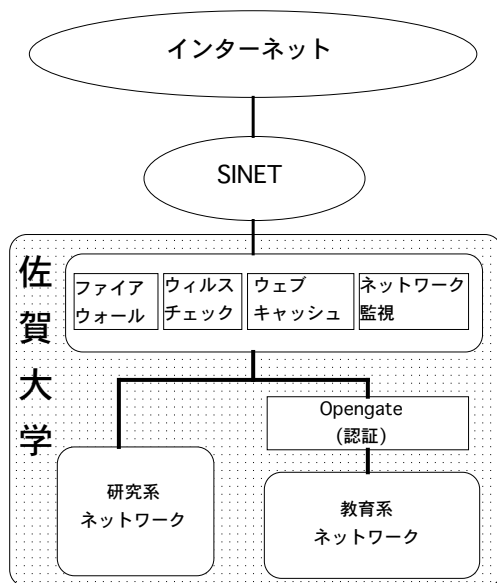 インターネット
SINET
佐賀大学
ファイア
ウォール
ウィルス
チェック
ウェブ
キャッシュ
ネットワーク
監視
Opengate
(認証)
研究系
ネットワーク
教育系
ネットワーク